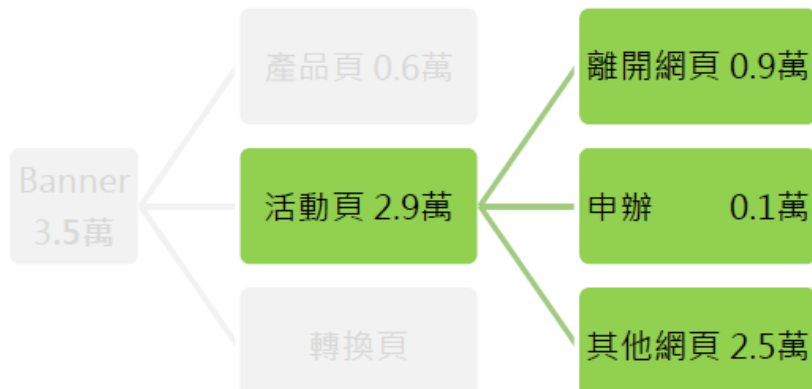 Banner
3.5萬
產品頁 0.6萬
活動頁 2.9萬
轉換頁
離開網頁 0.9萬
申辦 0.1萬
其他網頁 2.5萬